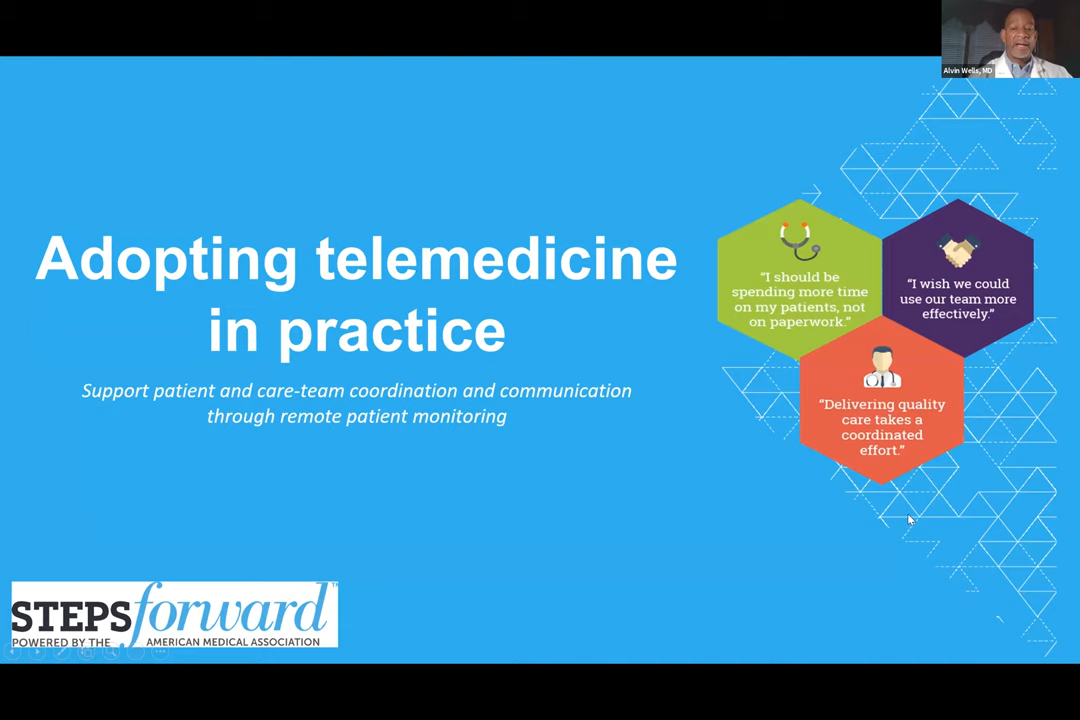 Alvin Wells, MD
Adopting telemedicine
in practice
Support patient and care-team coordination and communication
through remote patient monitoring
“I should be
spending more time
on my patients, not
on paperwork.”
“I wish we could
use our team more
effectively.”
“Delivering quality
care takes a
coordinated
effort.”
STEPSforward™
POWERED BY THE AMERICAN MEDICAL ASSOCIATION